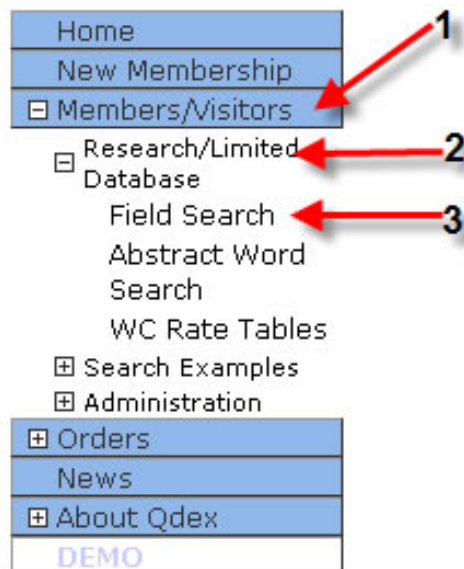 Home
1
New Membership
Members/Visitors
Research/Limited
2
Database
Field Search
3
Abstract Word
Search
WC Rate Tables
Search Examples
Administration
Orders
News
About Qdex
DEMO